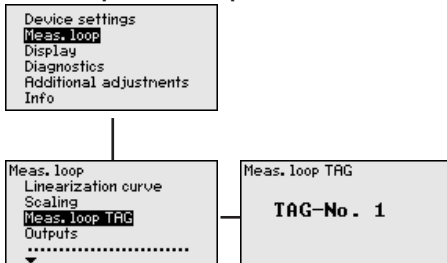 Device settings
Meas. loop
Display
Diagnostics
Additional adjustments
Info
Meas. loop
Linearization curve
Scaling
Meas. loop TAG
Outputs
Meas. loop TAG
TAG-No. 1